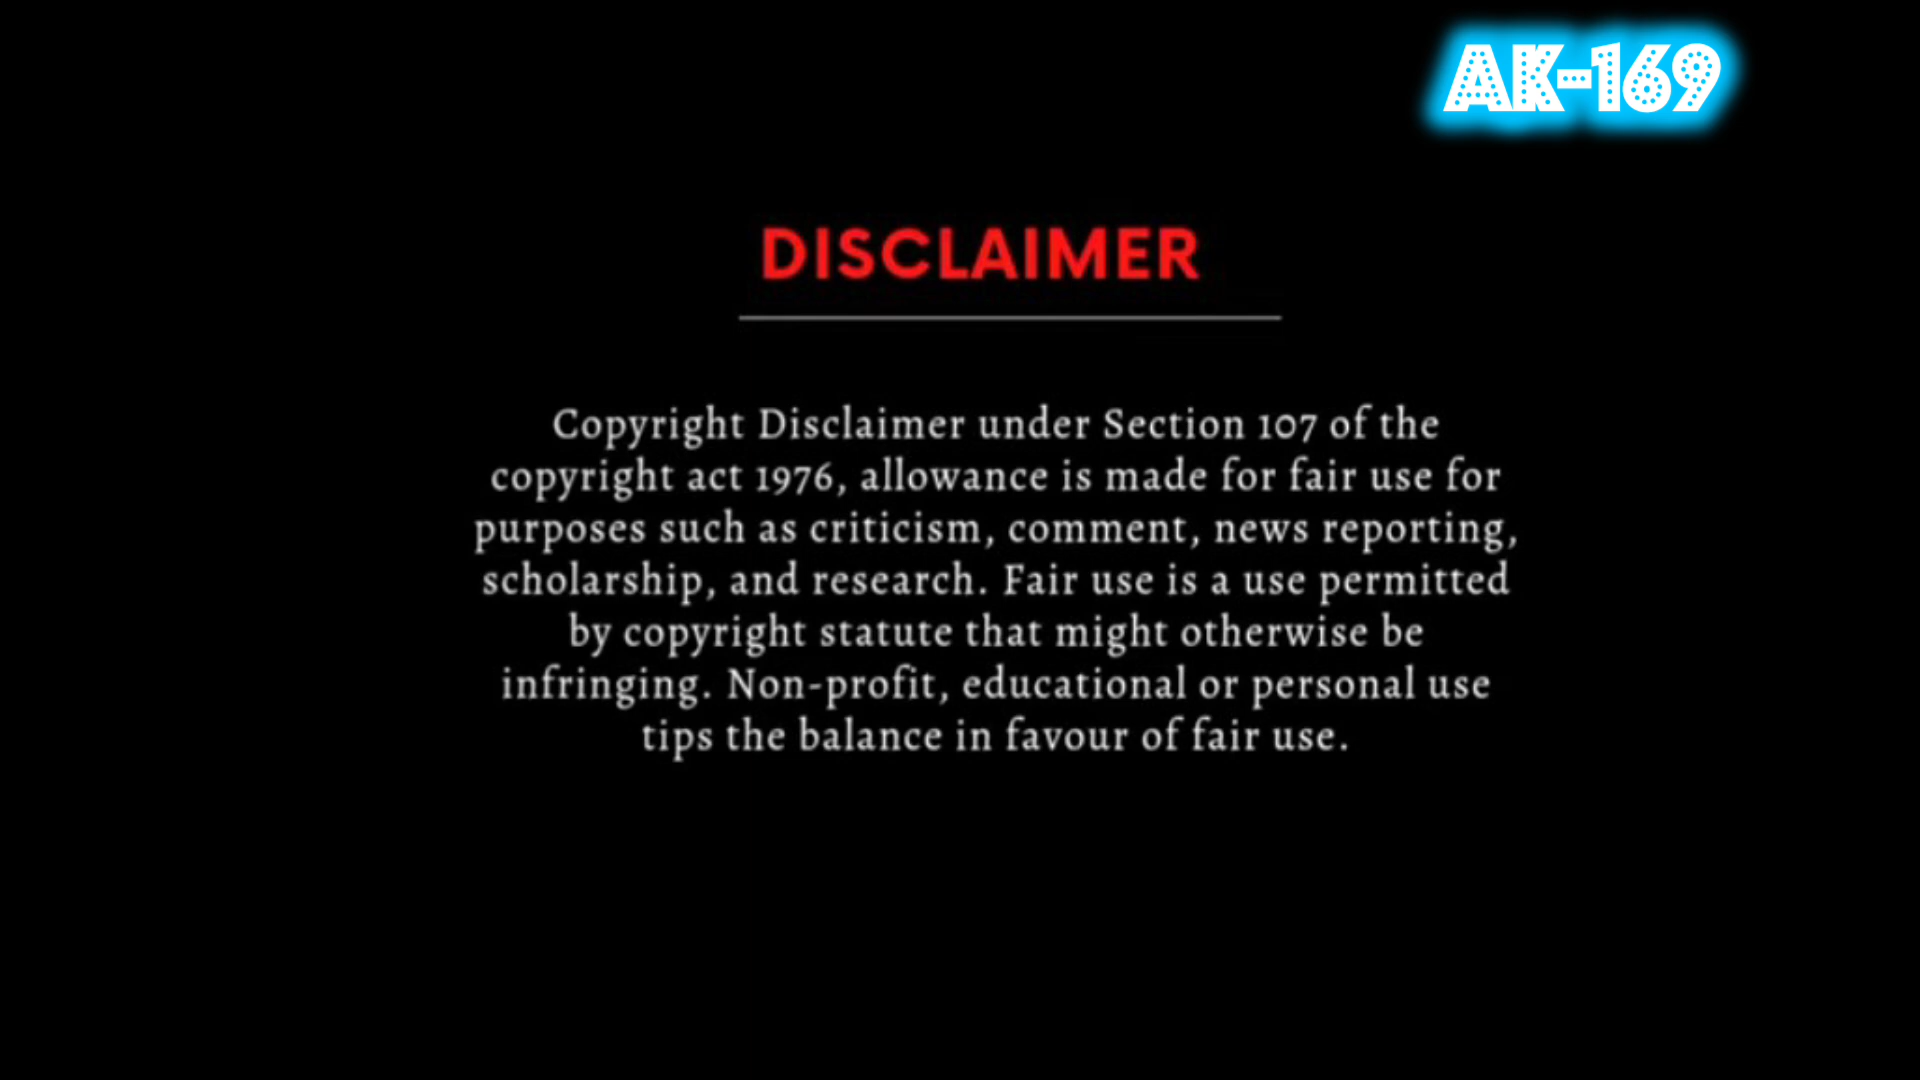 AK-169
DISCLAIMER
Copyright Disclaimer under Section 107 of the
copyright act 1976, allowance is made for fair use for
purposes such as criticism, comment, news reporting,
scholarship, and research. Fair use is a use permitted
by copyright statute that might otherwise be
infringing. Non-profit, educational or personal use
tips the balance in favour of fair use.